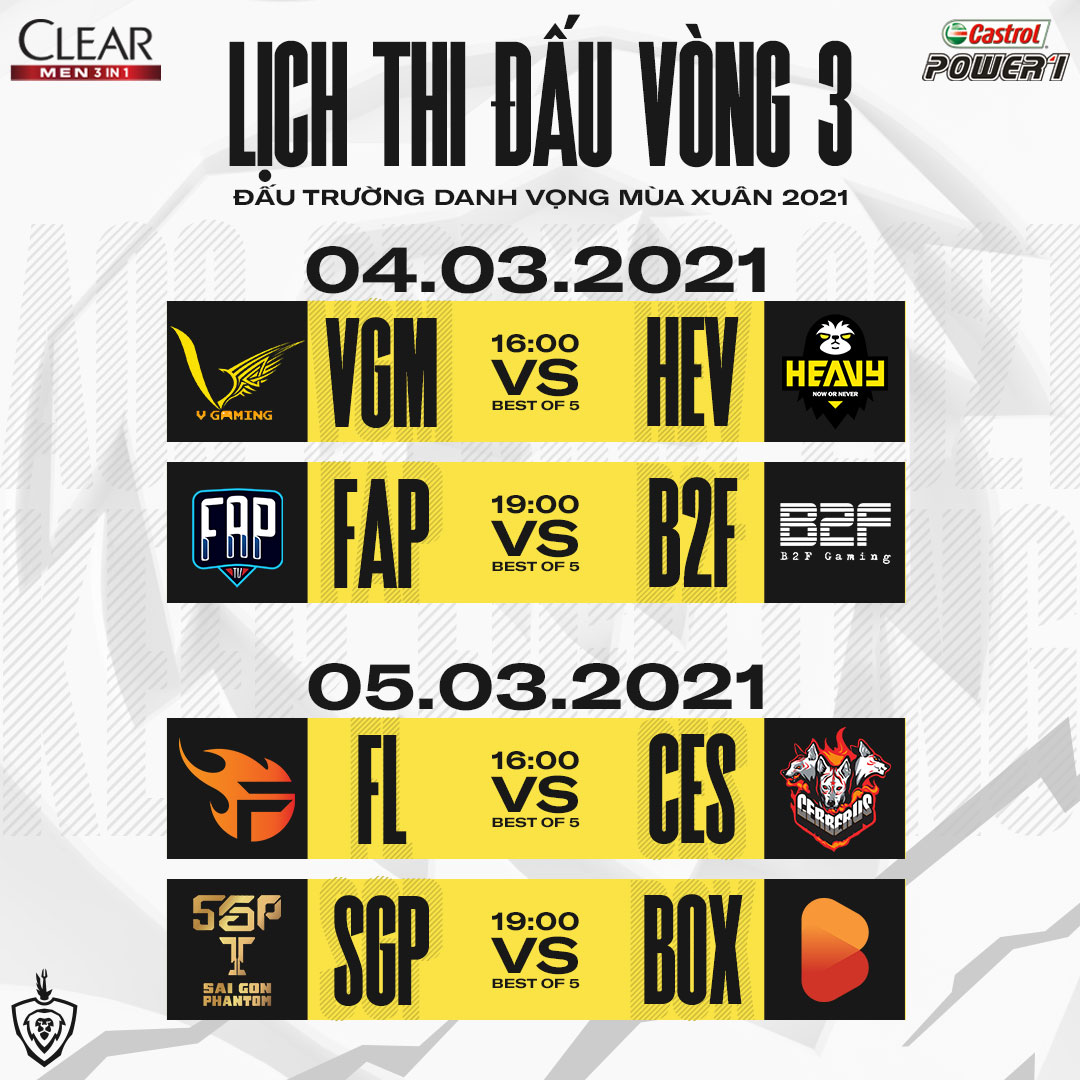 CLEAR
MEN 3 IN 1
Castrol
POWER1
LỊCH THI ĐẤU VÒNG 3
ĐẤU TRƯỜNG DANH VỌNG MÙA XUÂN 2021
04.03.2021
V GAMING
VGM
16:00
VS
BEST OF 5
HEV
HEAVY
NOW OR NEVER
FAP
TV
FAP
19:00
VS
BEST OF 5
B2F
B2F
B2F Gaming
05.03.2021
FL
16:00
VS
BEST OF 5
CES
CERBERUS
SGP
SAI GON
PHANTOM
SGP
19:00
VS
BEST OF 5
BOX